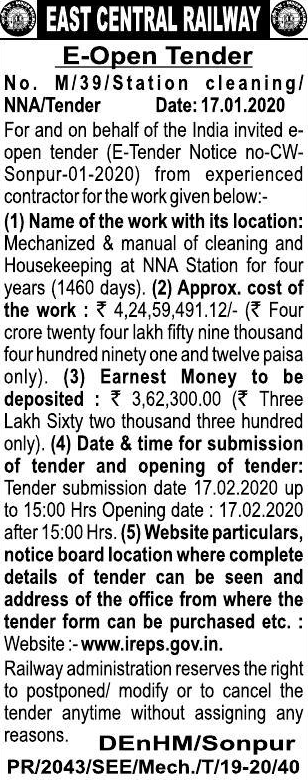 EAST CENTRAL RAILWAY
E-Open Tender
No. M/39/Station cleaning/
NNA/Tender Date: 17.01.2020
For and on behalf of the India invited e-
open tender (E-Tender Notice no-CW-
Sonpur-01-2020) from experienced
contractor for the work given below:-
(1) Name of the work with its location:
Mechanized & manual of cleaning and
Housekeeping at NNA Station for four
years (1460 days). (2) Approx. cost of
the work : ₹ 4,24,59,491.12/- (₹ Four
crore twenty four lakh fifty nine thousand
four hundred ninety one and twelve paisa
only). (3) Earnest Money to be
deposited : ₹ 3,62,300.00 (₹ Three
Lakh Sixty two thousand three hundred
only). (4) Date & time for submission
of tender and opening of tender:
Tender submission date 17.02.2020 up
to 15:00 Hrs Opening date : 17.02.2020
after 15:00 Hrs. (5) Website particulars,
notice board location where complete
details of tender can be seen and
address of the office from where the
tender form can be purchased etc. :
Website :- www.ireps.gov.in.
Railway administration reserves the right
to postponed/ modify or to cancel the
tender anytime without assigning any
reasons. DEnHM/Sonpur
PR/2043/SEE/Mech./T/19-20/40